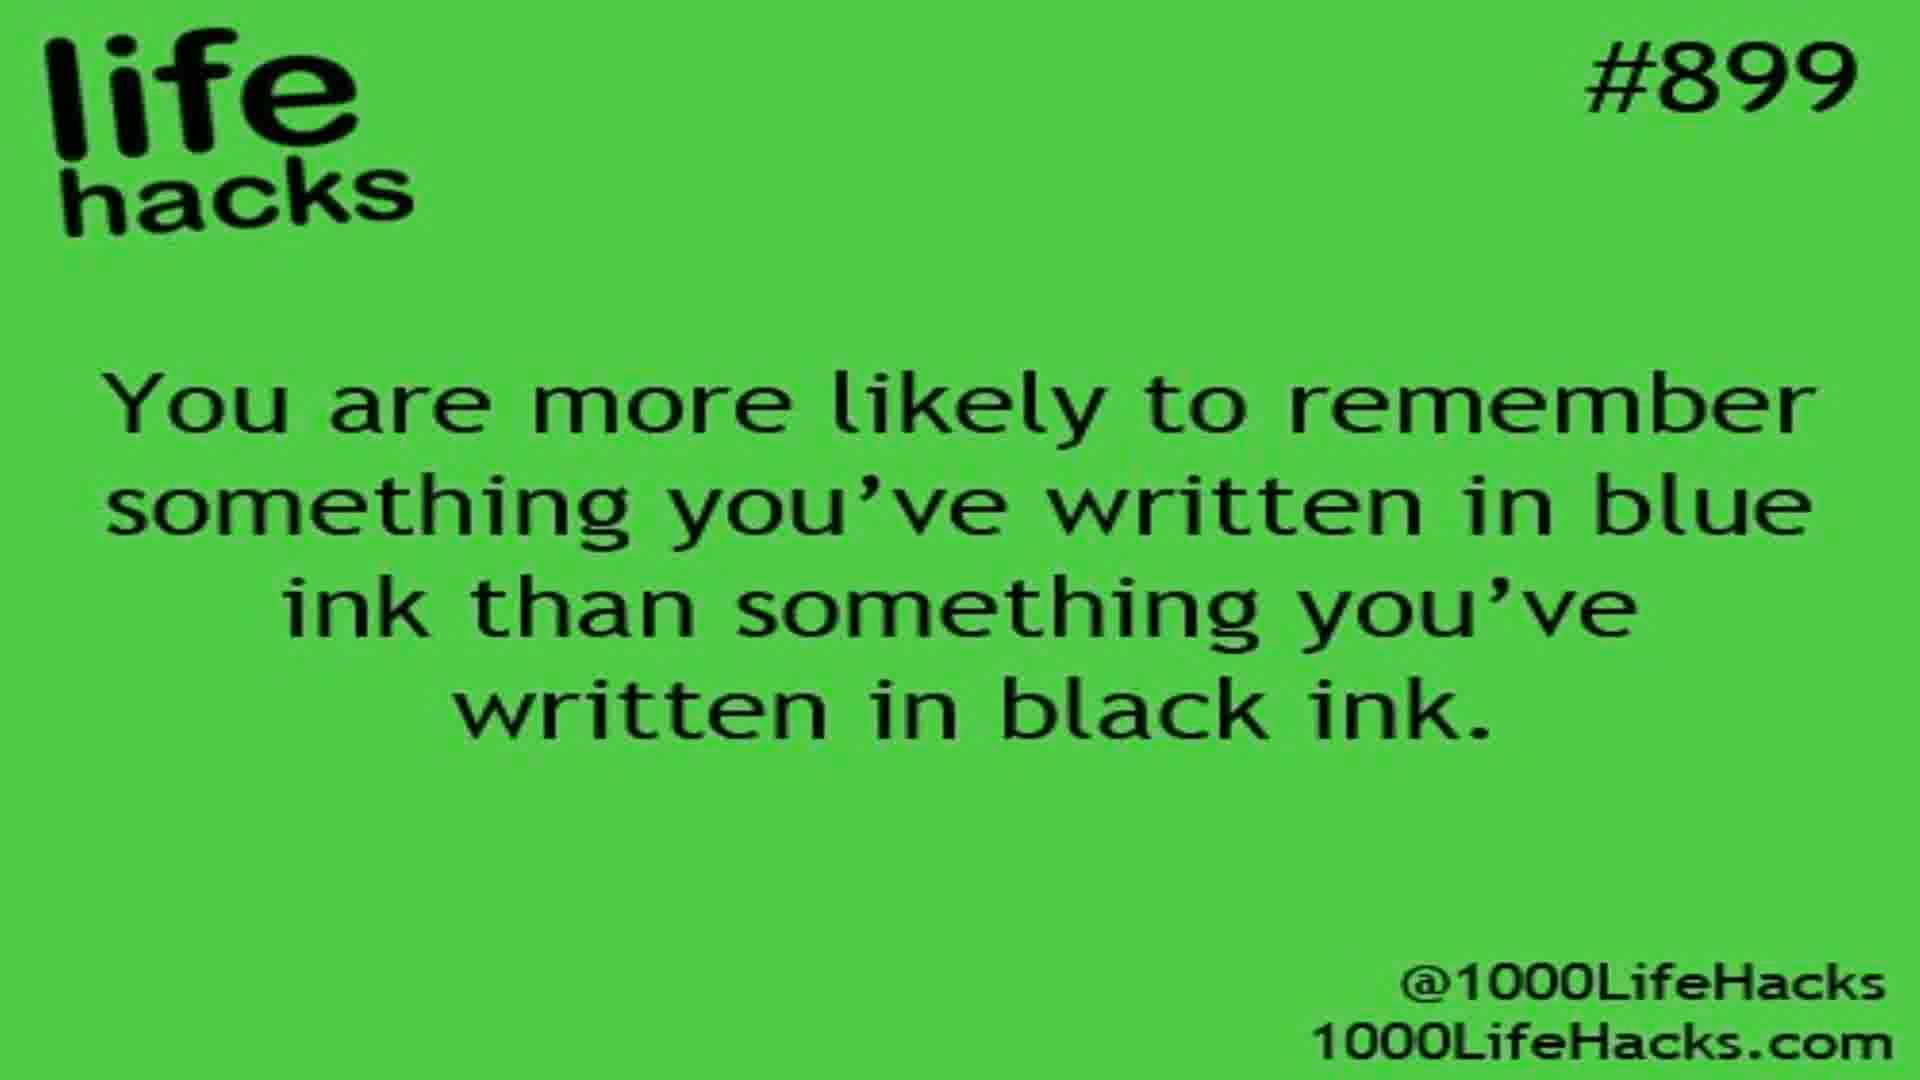 life
hacks
#899
You are more likely to remember
something you’ve written in blue
ink than something you’ve
written in black ink.
@1000LifeHacks
1000LifeHacks.com